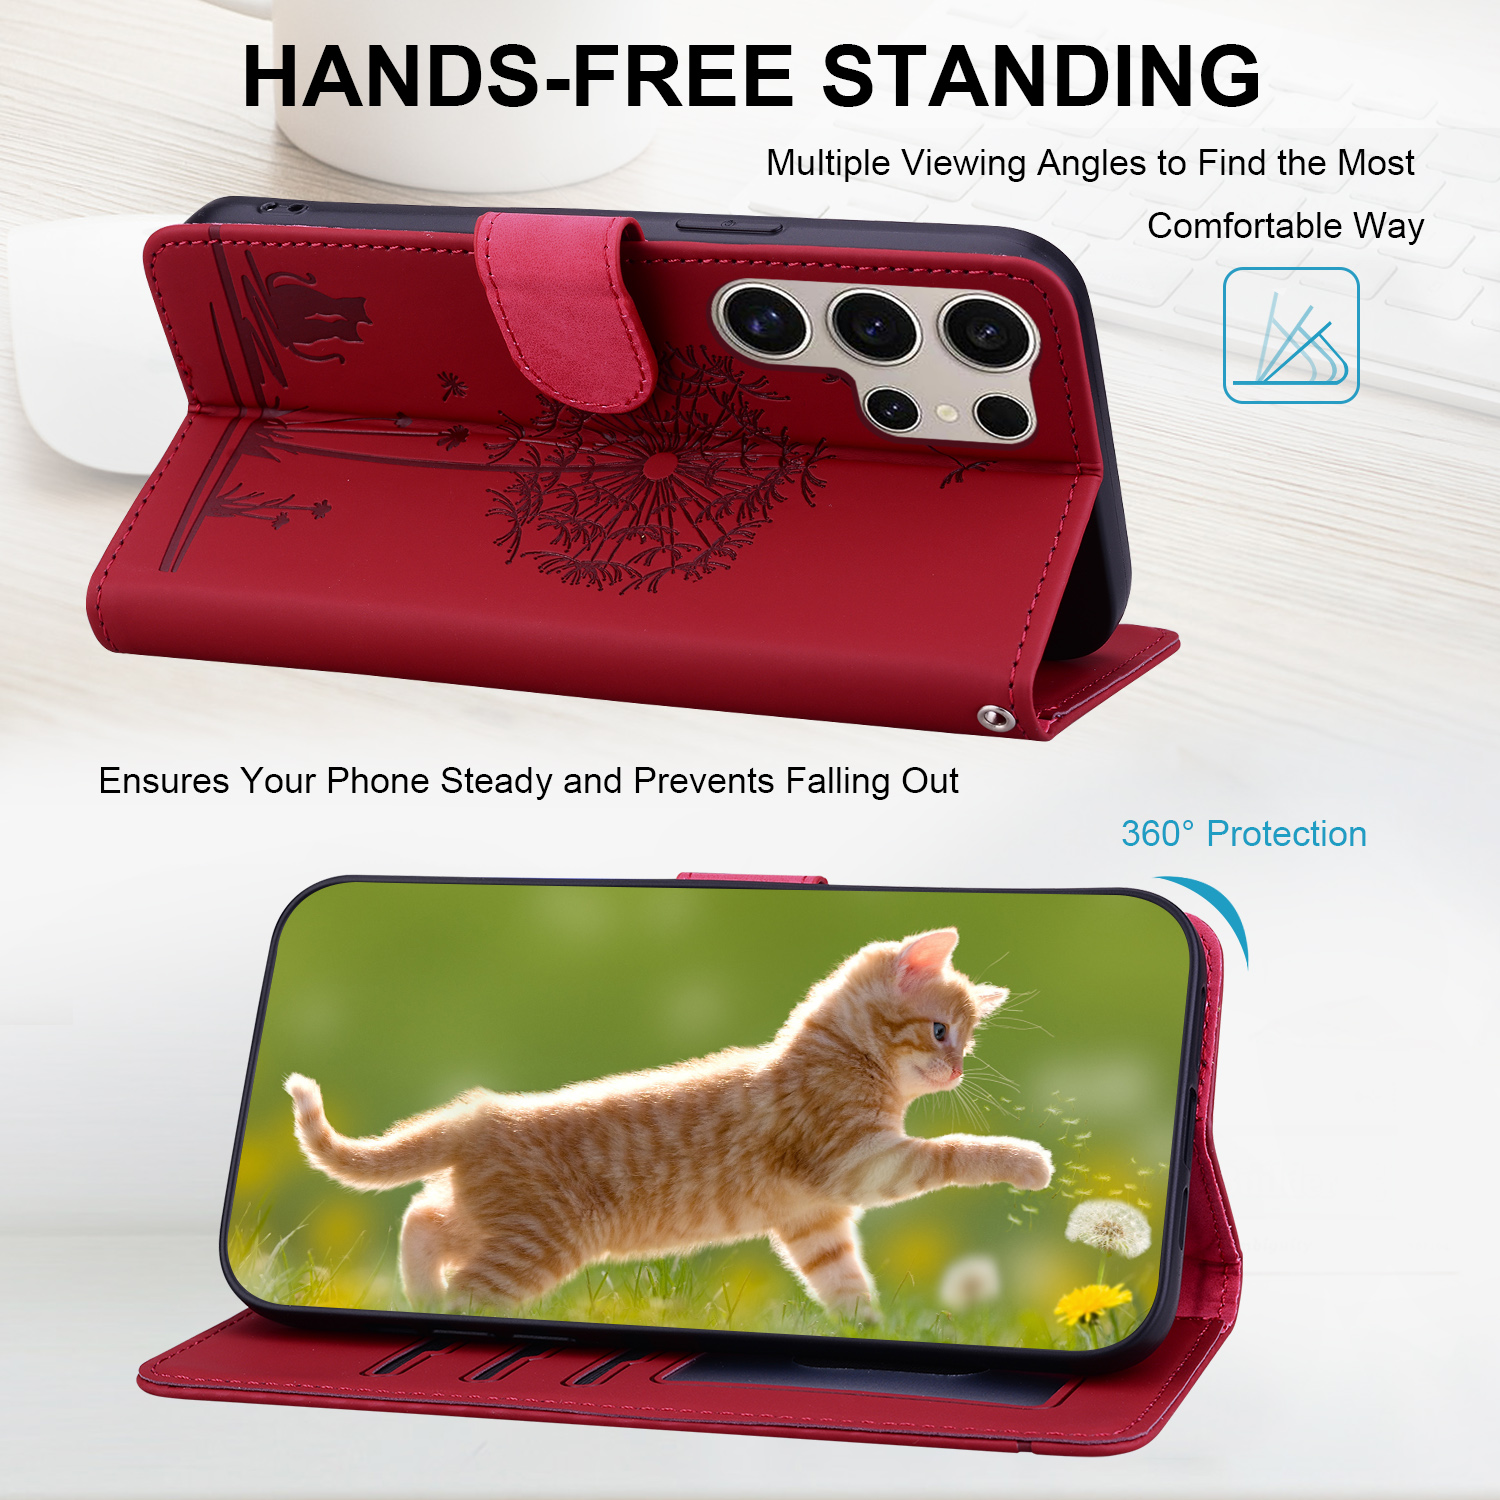 HANDS-FREE STANDING
Multiple Viewing Angles to Find the Most
Comfortable Way
Ensures Your Phone Steady and Prevents Falling Out
360° Protection